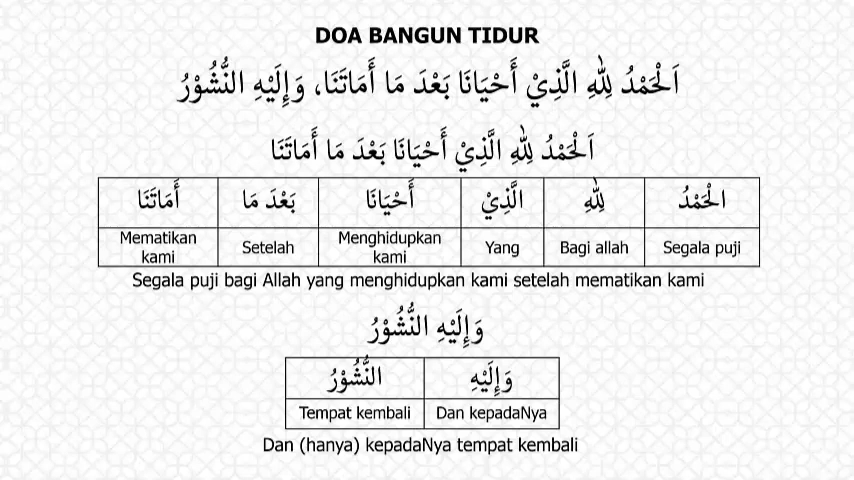 DOA BANGUN TIDUR
اَلْحَمْدُ لِلّٰهِ الَّذِيْ أَحْيَانَا بَعْدَ مَا أَمَاتَنَا، وَإِلَيْهِ النُّشُوْرُ
اَلْحَمْدُ لِلّٰهِ الَّذِيْ أَحْيَانَا بَعْدَ مَا أَمَاتَنَا
الْحَمْدُ لِلّٰهِ الَّذِيْ أَحْيَانَا بَعْدَ مَا أَمَاتَنَا
Mematikan kami Setelah Menghidupkan kami Yang Bagi allah Segala puji
Segala puji bagi Allah yang menghidupkan kami setelah mematikan kami
وَإِلَيْهِ النُّشُوْرُ
وَإِلَيْهِ النُّشُوْرُ
Tempat kembali Dan kepadaNya
Dan (hanya) kepadaNya tempat kembali